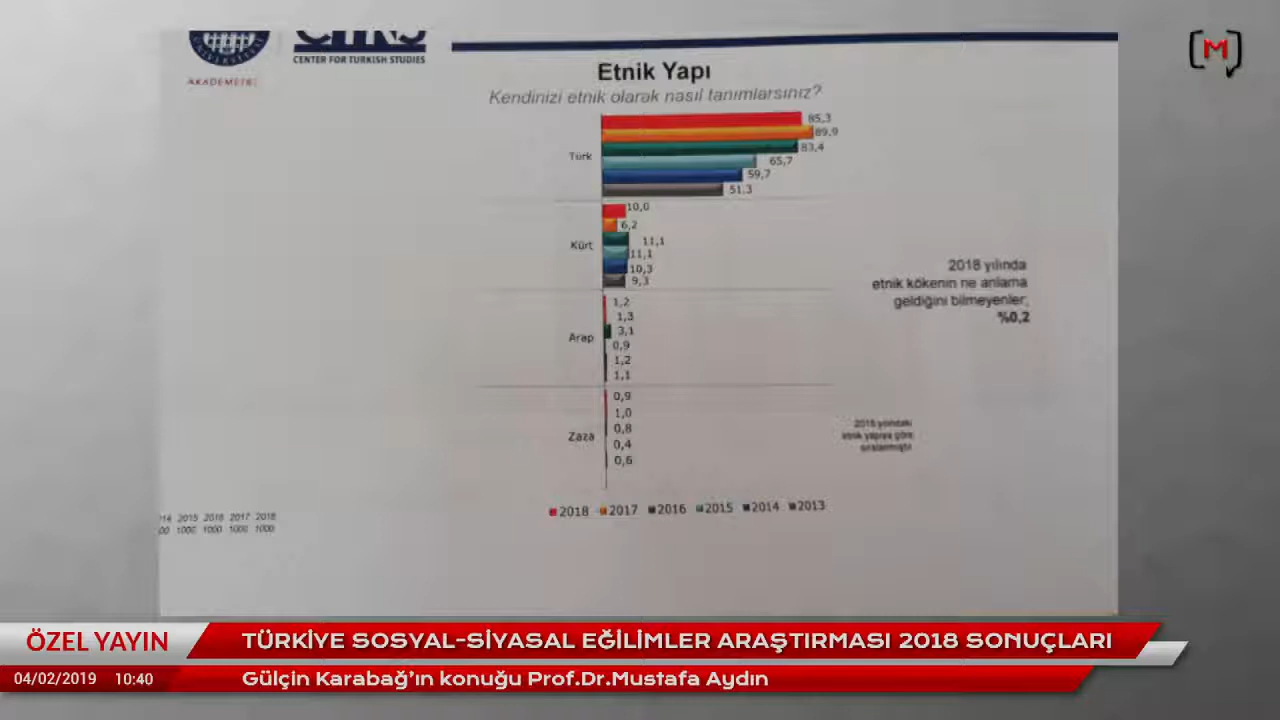 CENTER FOR TURKISH STUDIES
AKADEMETRE
M
Etnik Yapı
Kendinizi etnik olarak nasıl tanımlarsınız?
Türk
85,3
89,9
83,4
65,7
59,7
51,3
Kürt
10,0
6,2
11,1
11,1
10,3
9,3
Arap
1,2
1,3
3,1
0,9
1,2
1,1
Zaza
0,9
1,0
0,8
0,4
0,6
2018 yılında
etnik kökenin ne anlama
geldiğini bilmeyenler;
%0,2
etnik yapıya göre
sıralanmıştır
2018 2017 2016 2015 2014 2013
2015 2016 2017 2018
1000 1000 1000 1000
ÖZEL YAYIN
TÜRKİYE SOSYAL-SİYASAL EĞİLİMLER ARAŞTIRMASI 2018 SONUÇLARI
04/02/2019 10:40
Gülçin Karabağ'ın konuğu Prof.Dr.Mustafa Aydın